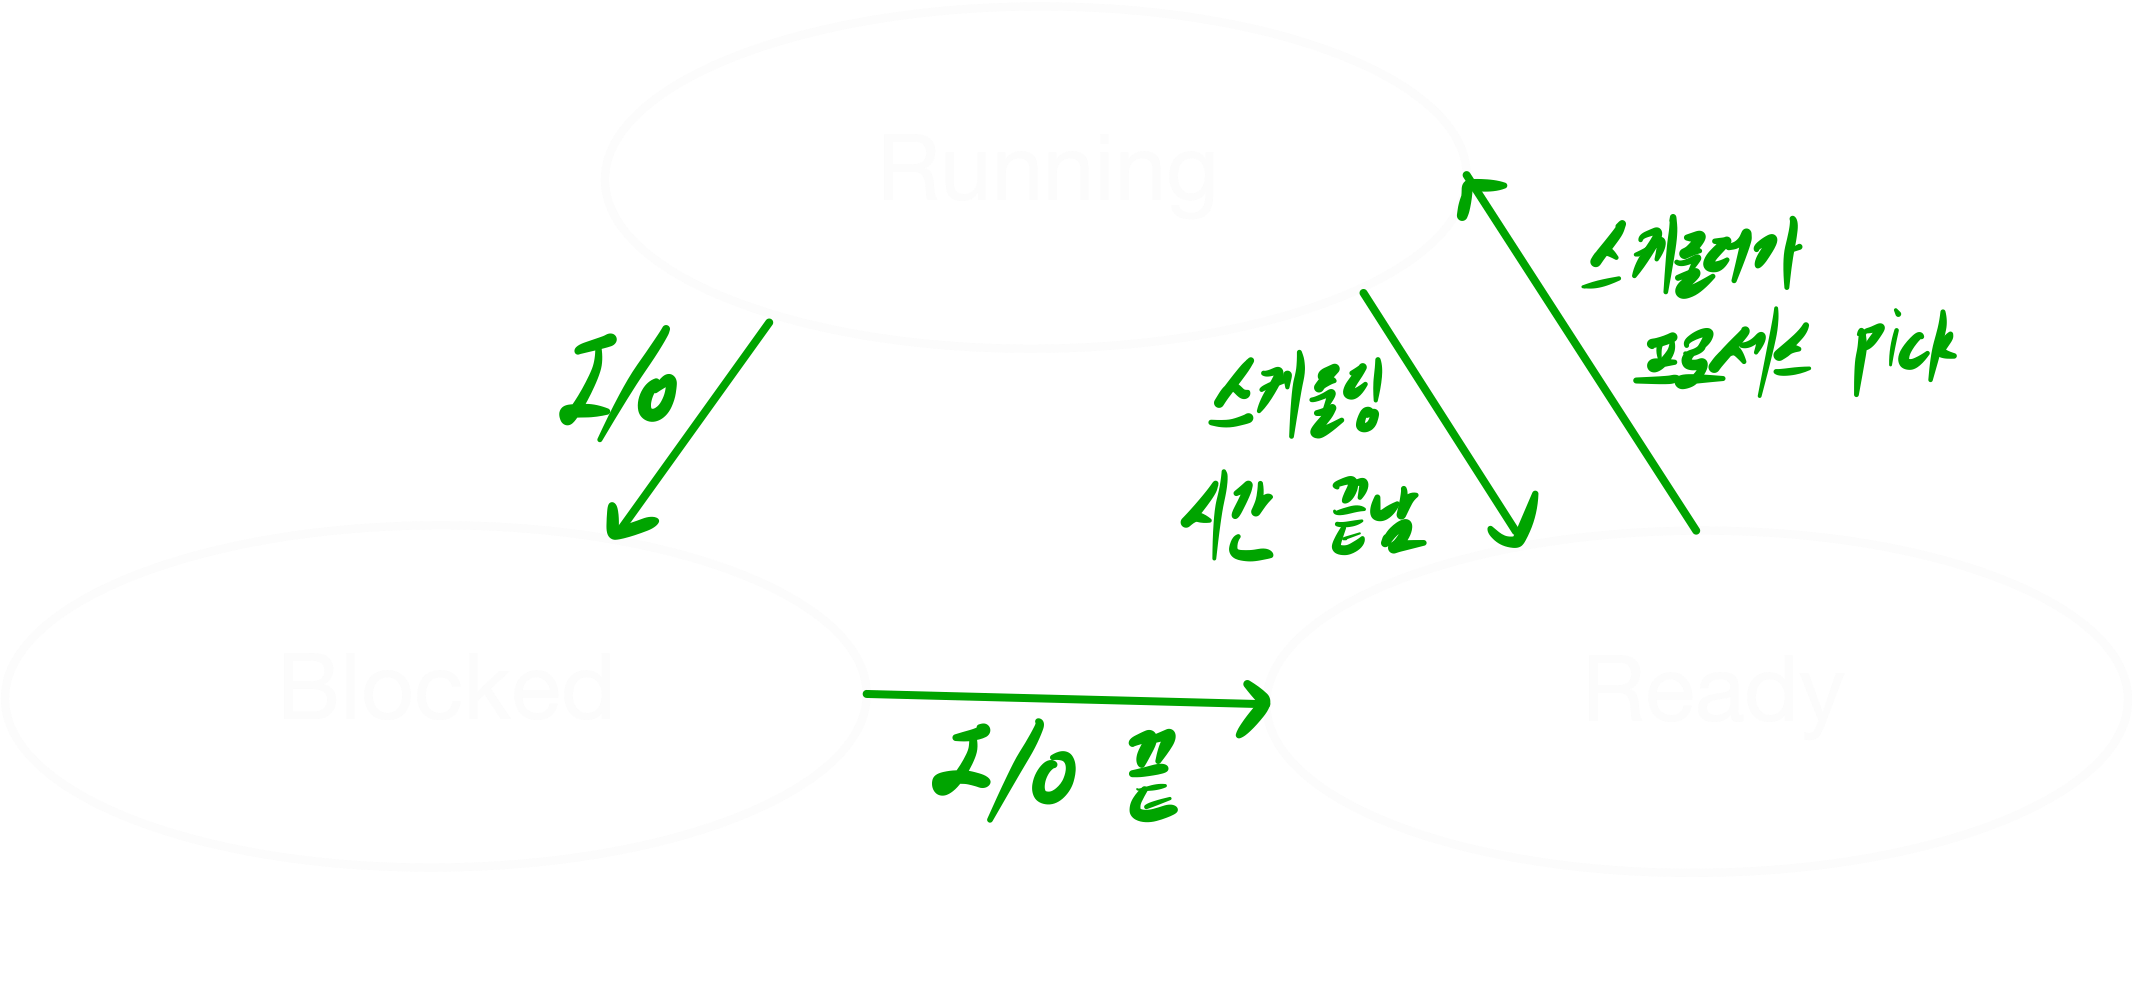 Running
스케줄러가
프로세스 pick
I/O
스케줄링
시간 끝남
Blocked
Ready
I/O 끝